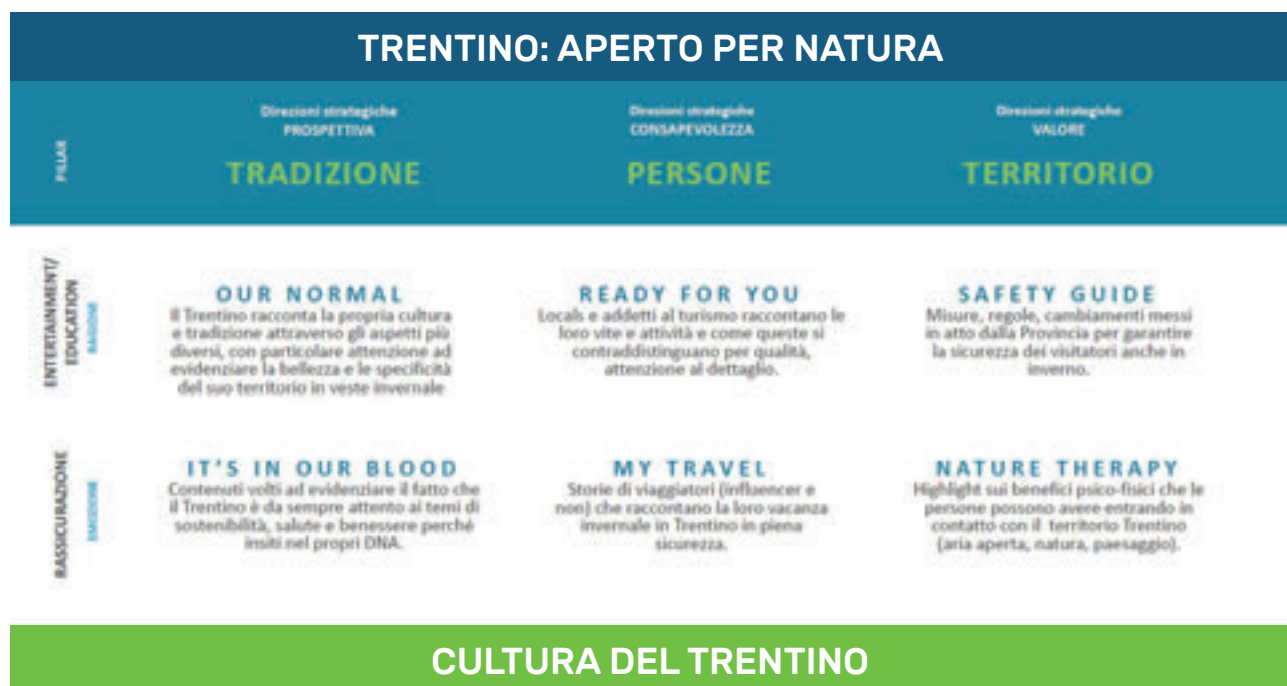 TRENTINO: APERTO PER NATURA
PILLAR
Direzioni strategiche
PROSPETTIVA
TRADIZIONE
Direzioni strategiche
CONSAPEVOLEZZA
PERSONE
Direzioni strategiche
VALORE
TERRITORIO
ENTERTAINMENT/
EDUCATION
RAGIONE
OUR NORMAL
Il Trentino racconta la propria cultura
e tradizione attraverso gli aspetti più
diversi, con particolare attenzione ad
evidenziare la bellezza e le specificità
del suo territorio in veste invernale
READY FOR YOU
Locals e addetti al turismo raccontano le
loro vite e attività e come queste si
contraddistinguano per qualità,
attenzione al dettaglio.
SAFETY GUIDE
Misure, regole, cambiamenti messi
in atto dalla Provincia per garantire
la sicurezza dei visitatori anche in
inverno.
RASSICURAZIONE
EMOZIONE
IT'S IN OUR BLOOD
Contenuti volti ad evidenziare il fatto che
il Trentino è da sempre attento ai temi di
sostenibilità, salute e benessere perché
insiti nel propri DNA.
MY TRAVEL
Storie di viaggiatori (influencer e
non) che raccontano la loro vacanza
invernale in Trentino in piena
sicurezza.
NATURE THERAPY
Highlight sui benefici psico-fisici che le
persone possono avere entrando in
contatto con il territorio Trentino
(aria aperta, natura, paesaggio).
CULTURA DEL TRENTINO